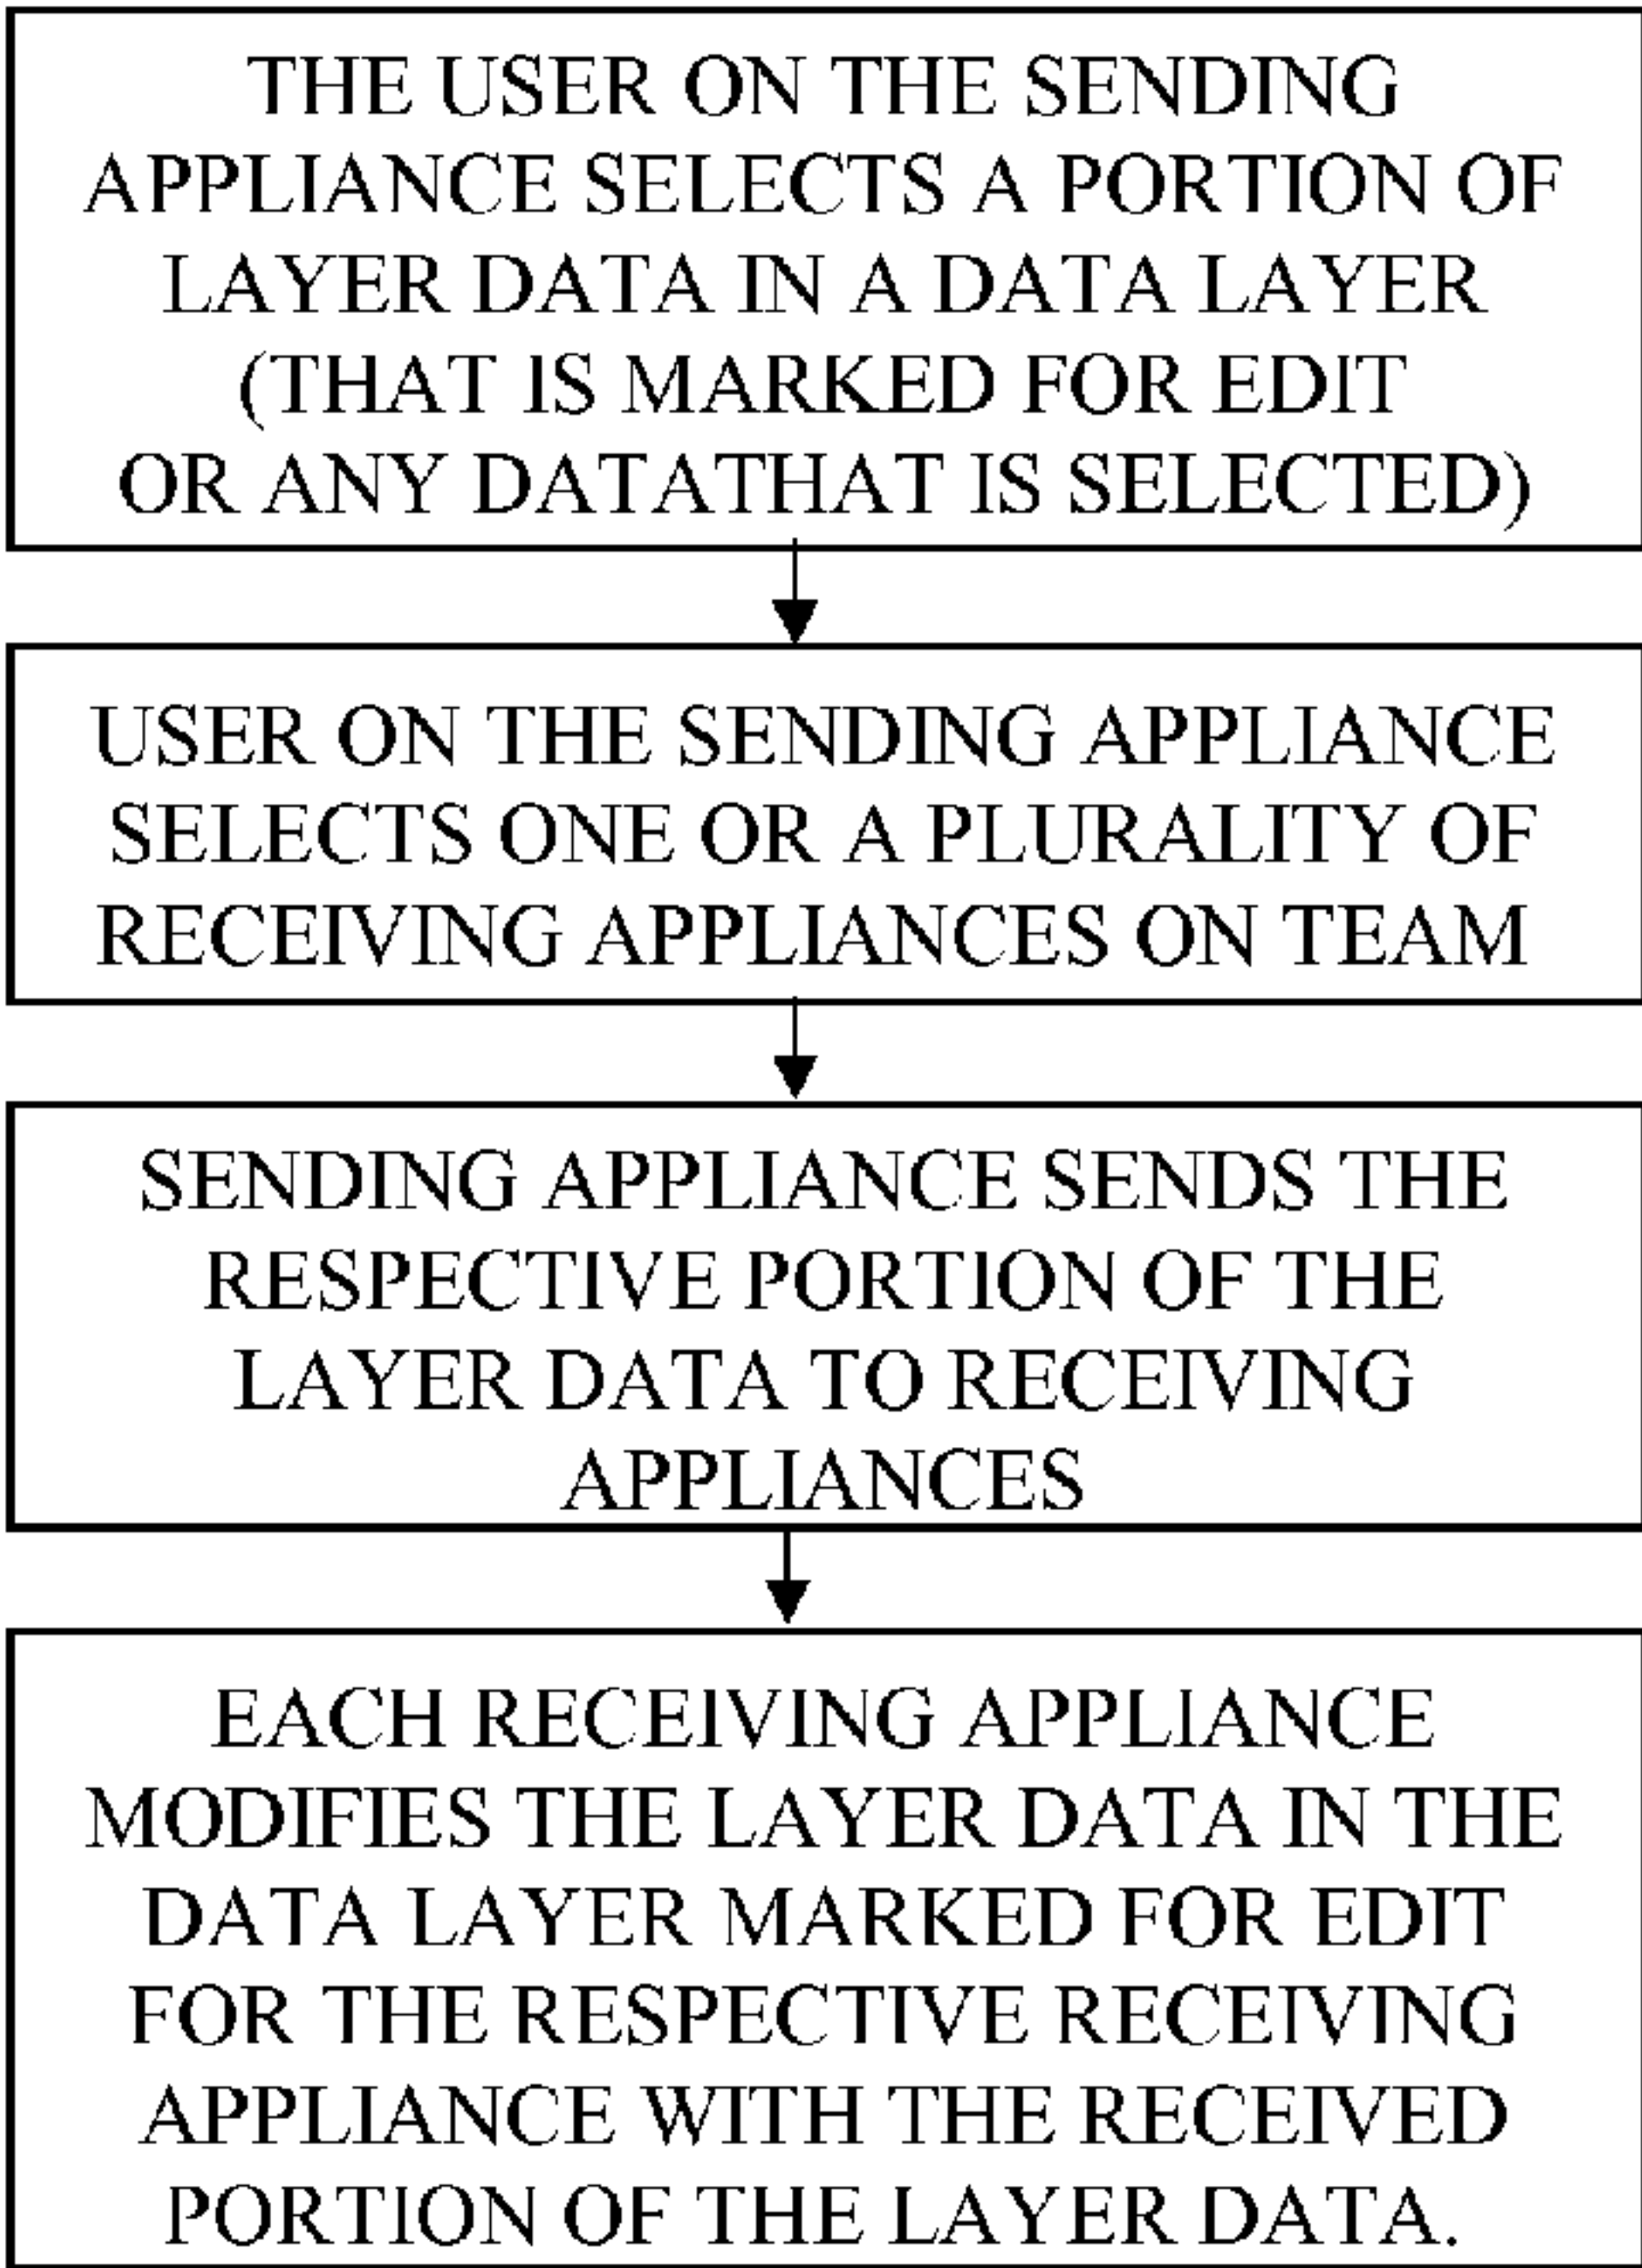 THE USER ON THE SENDING
APPLIANCE SELECTS A PORTION OF
LAYER DATA IN A DATA LAYER
(THAT IS MARKED FOR EDIT
OR ANY DATATHAT IS SELECTED)
USER ON THE SENDING APPLIANCE
SELECTS ONE OR A PLURALITY OF
RECEIVING APPLIANCES ON TEAM
SENDING APPLIANCE SENDS THE
RESPECTIVE PORTION OF THE
LAYER DATA TO RECEIVING
APPLIANCES
EACH RECEIVING APPLIANCE
MODIFIES THE LAYER DATA IN THE
DATA LAYER MARKED FOR EDIT
FOR THE RESPECTIVE RECEIVING
APPLIANCE WITH THE RECEIVED
PORTION OF THE LAYER DATA.